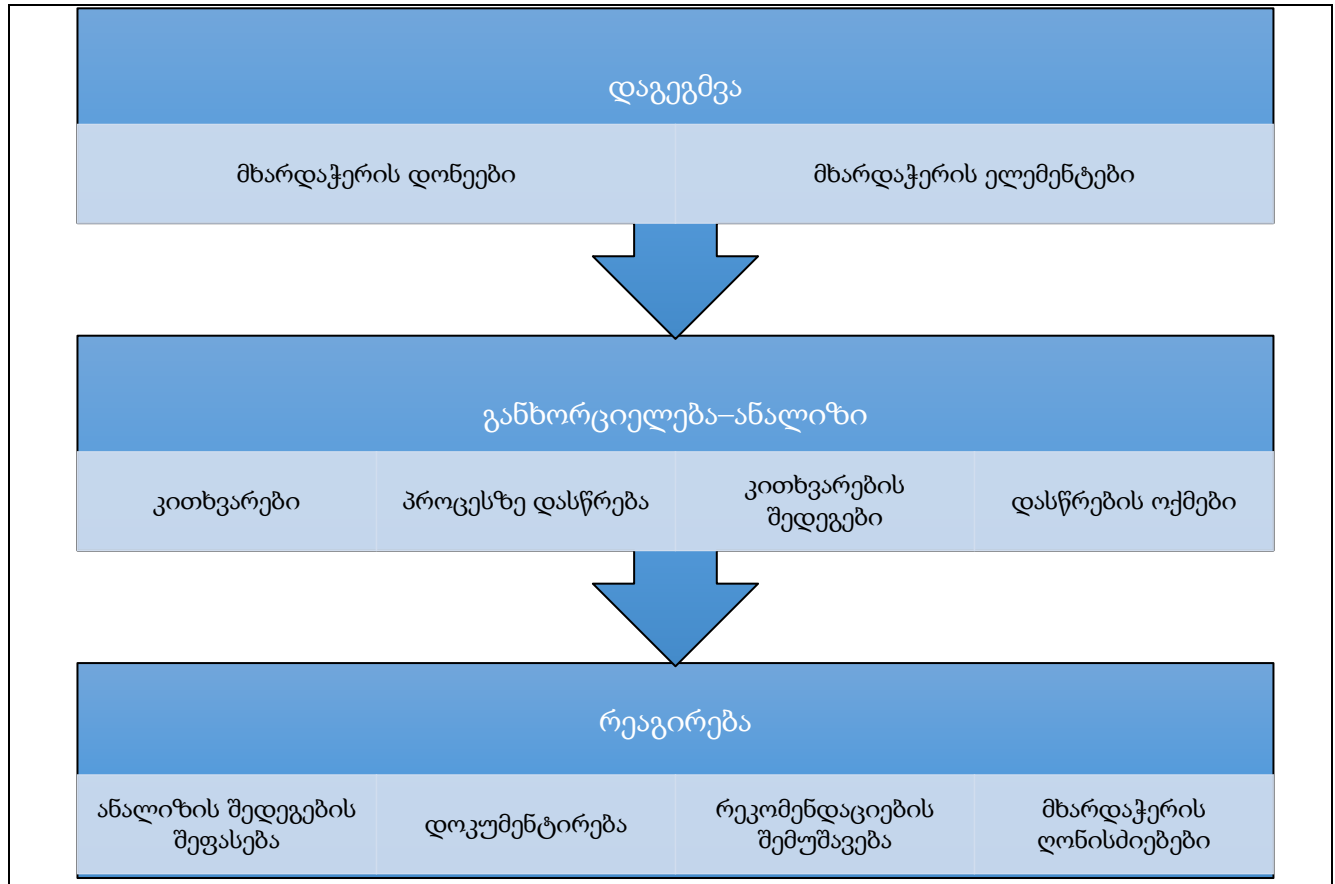 დაგეგმვა
მხარდაჭერის დონეები
მხარდაჭერის ელემენტები
განხორციელება–ანალიზი
კითხვარები
პროცესზე დასწრება
კითხვარების
შედეგები
დასწრების ოქმები
რეაგირება
ანალიზის შედეგების
შეფასება
დოკუმენტირება
რეკომენდაციების
შემუშავება
მხარდაჭერის
ღონისძიებები